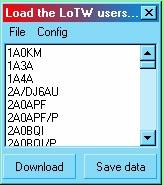 Load the LoTW users...
File Config
1A0KM
1A3A
1A4A
2A/DJ6AU
2A0APF
2A0APF/P
2A0BQI
2A0BQI/P
Download Save data